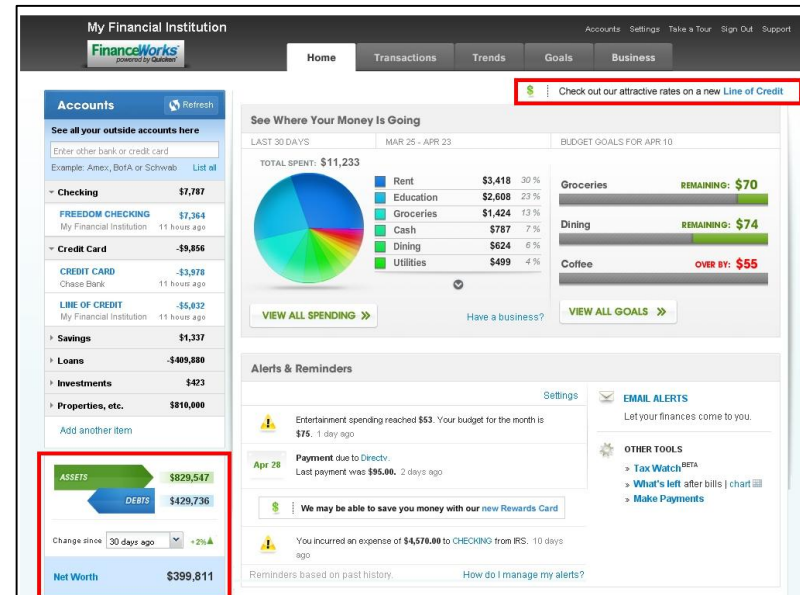 My Financial Institution
Accounts Settings Take a Tour Sign Out Support
FinanceWorks
powered by Quicken
Home Transactions Trends Goals Business
$ Check out our attractive rates on a new Line of Credit
Accounts Refresh
See all your outside accounts here
Enter other bank or credit card
Example: Amex, BofA or Schwab List all
Checking $7,787
FREEDOM CHECKING $7,364
My Financial Institution 11 hours ago
Credit Card -$9,856
CREDIT CARD -$3,978
Chase Bank 11 hours ago
LINE OF CREDIT -$5,032
My Financial Institution 11 hours ago
Savings $1,337
Loans -$409,880
Investments $423
Properties, etc. $810,000
Add another item
ASSETS $829,547
DEBTS $429,736
Change since 30 days ago +2%
Net Worth $399,811
See Where Your Money Is Going
LAST 30 DAYS MAR 25 - APR 23 BUDGET GOALS FOR APR 10
TOTAL SPENT: $11,233
Rent $3,418 30 %
Education $2,608 23 %
Groceries $1,424 13 %
Cash $787 7 %
Dining $624 6 %
Utilities $499 4 %
VIEW ALL SPENDING »
Have a business?
Groceries REMAINING: $70
Dining REMAINING: $74
Coffee OVER BY: $55
VIEW ALL GOALS »
Alerts & Reminders
Settings
Entertainment spending reached $53. Your budget for the month is
$75. 1 day ago
Apr 28 Payment due to Directv.
Last payment was $95.00. 2 days ago
$ We may be able to save you money with our new Rewards Card
You incurred an expense of $4,570.00 to CHECKING from IRS. 10 days
ago
Reminders based on past history. How do I manage my alerts?
EMAIL ALERTS
Let your finances come to you.
OTHER TOOLS
» Tax Watch BETA
» What's left after bills | chart
» Make Payments